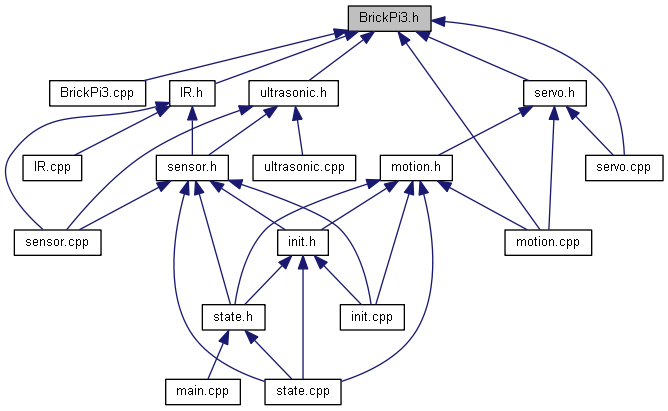 BrickPi3.h
BrickPi3.cpp
IR.h
ultrasonic.h
servo.h
IR.cpp
sensor.h
ultrasonic.cpp
motion.h
servo.cpp
sensor.cpp
init.h
motion.cpp
state.h
init.cpp
main.cpp
state.cpp